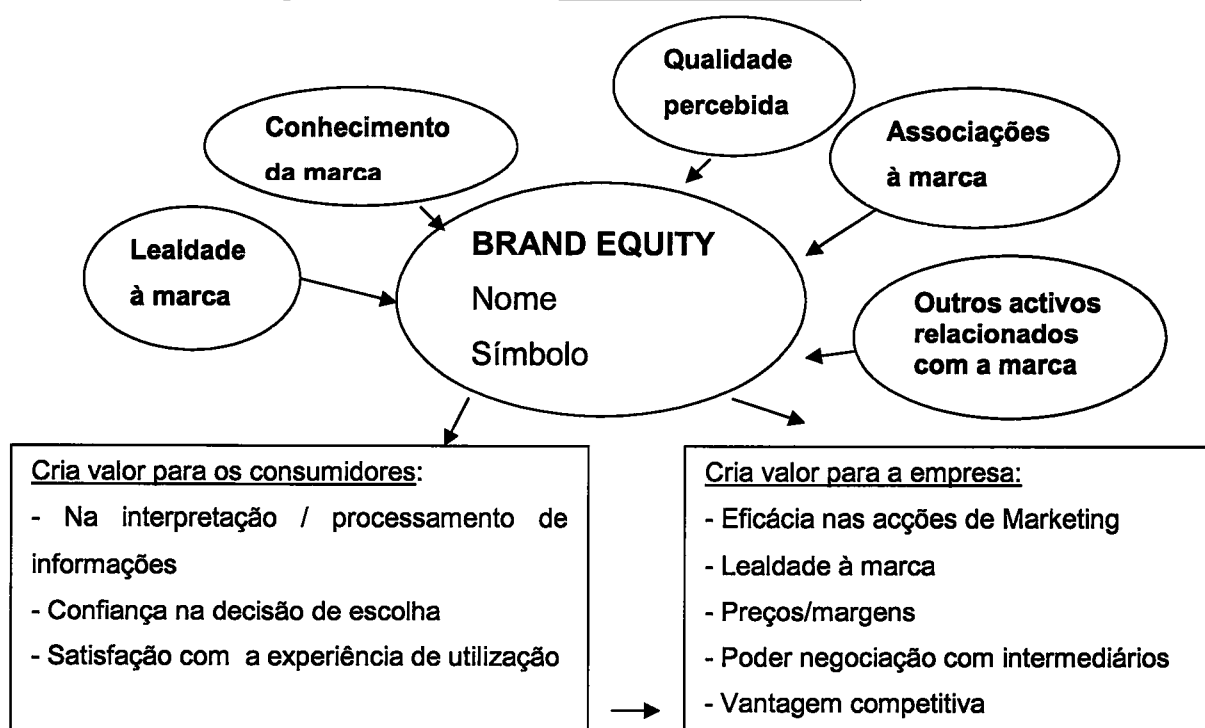 Qualidade
percebida
Conhecimento
da marca
Associações
à marca
Lealdade
à marca
BRAND EQUITY
Nome
Símbolo
Outros activos
relacionados
com a marca
Cria valor para os consumidores:
- Na interpretação / processamento de
informações
- Confiança na decisão de escolha
- Satisfação com a experiência de utilização
Cria valor para a empresa:
- Eficácia nas acções de Marketing
- Lealdade à marca
- Preços/margens
- Poder negociação com intermediários
- Vantagem competitiva